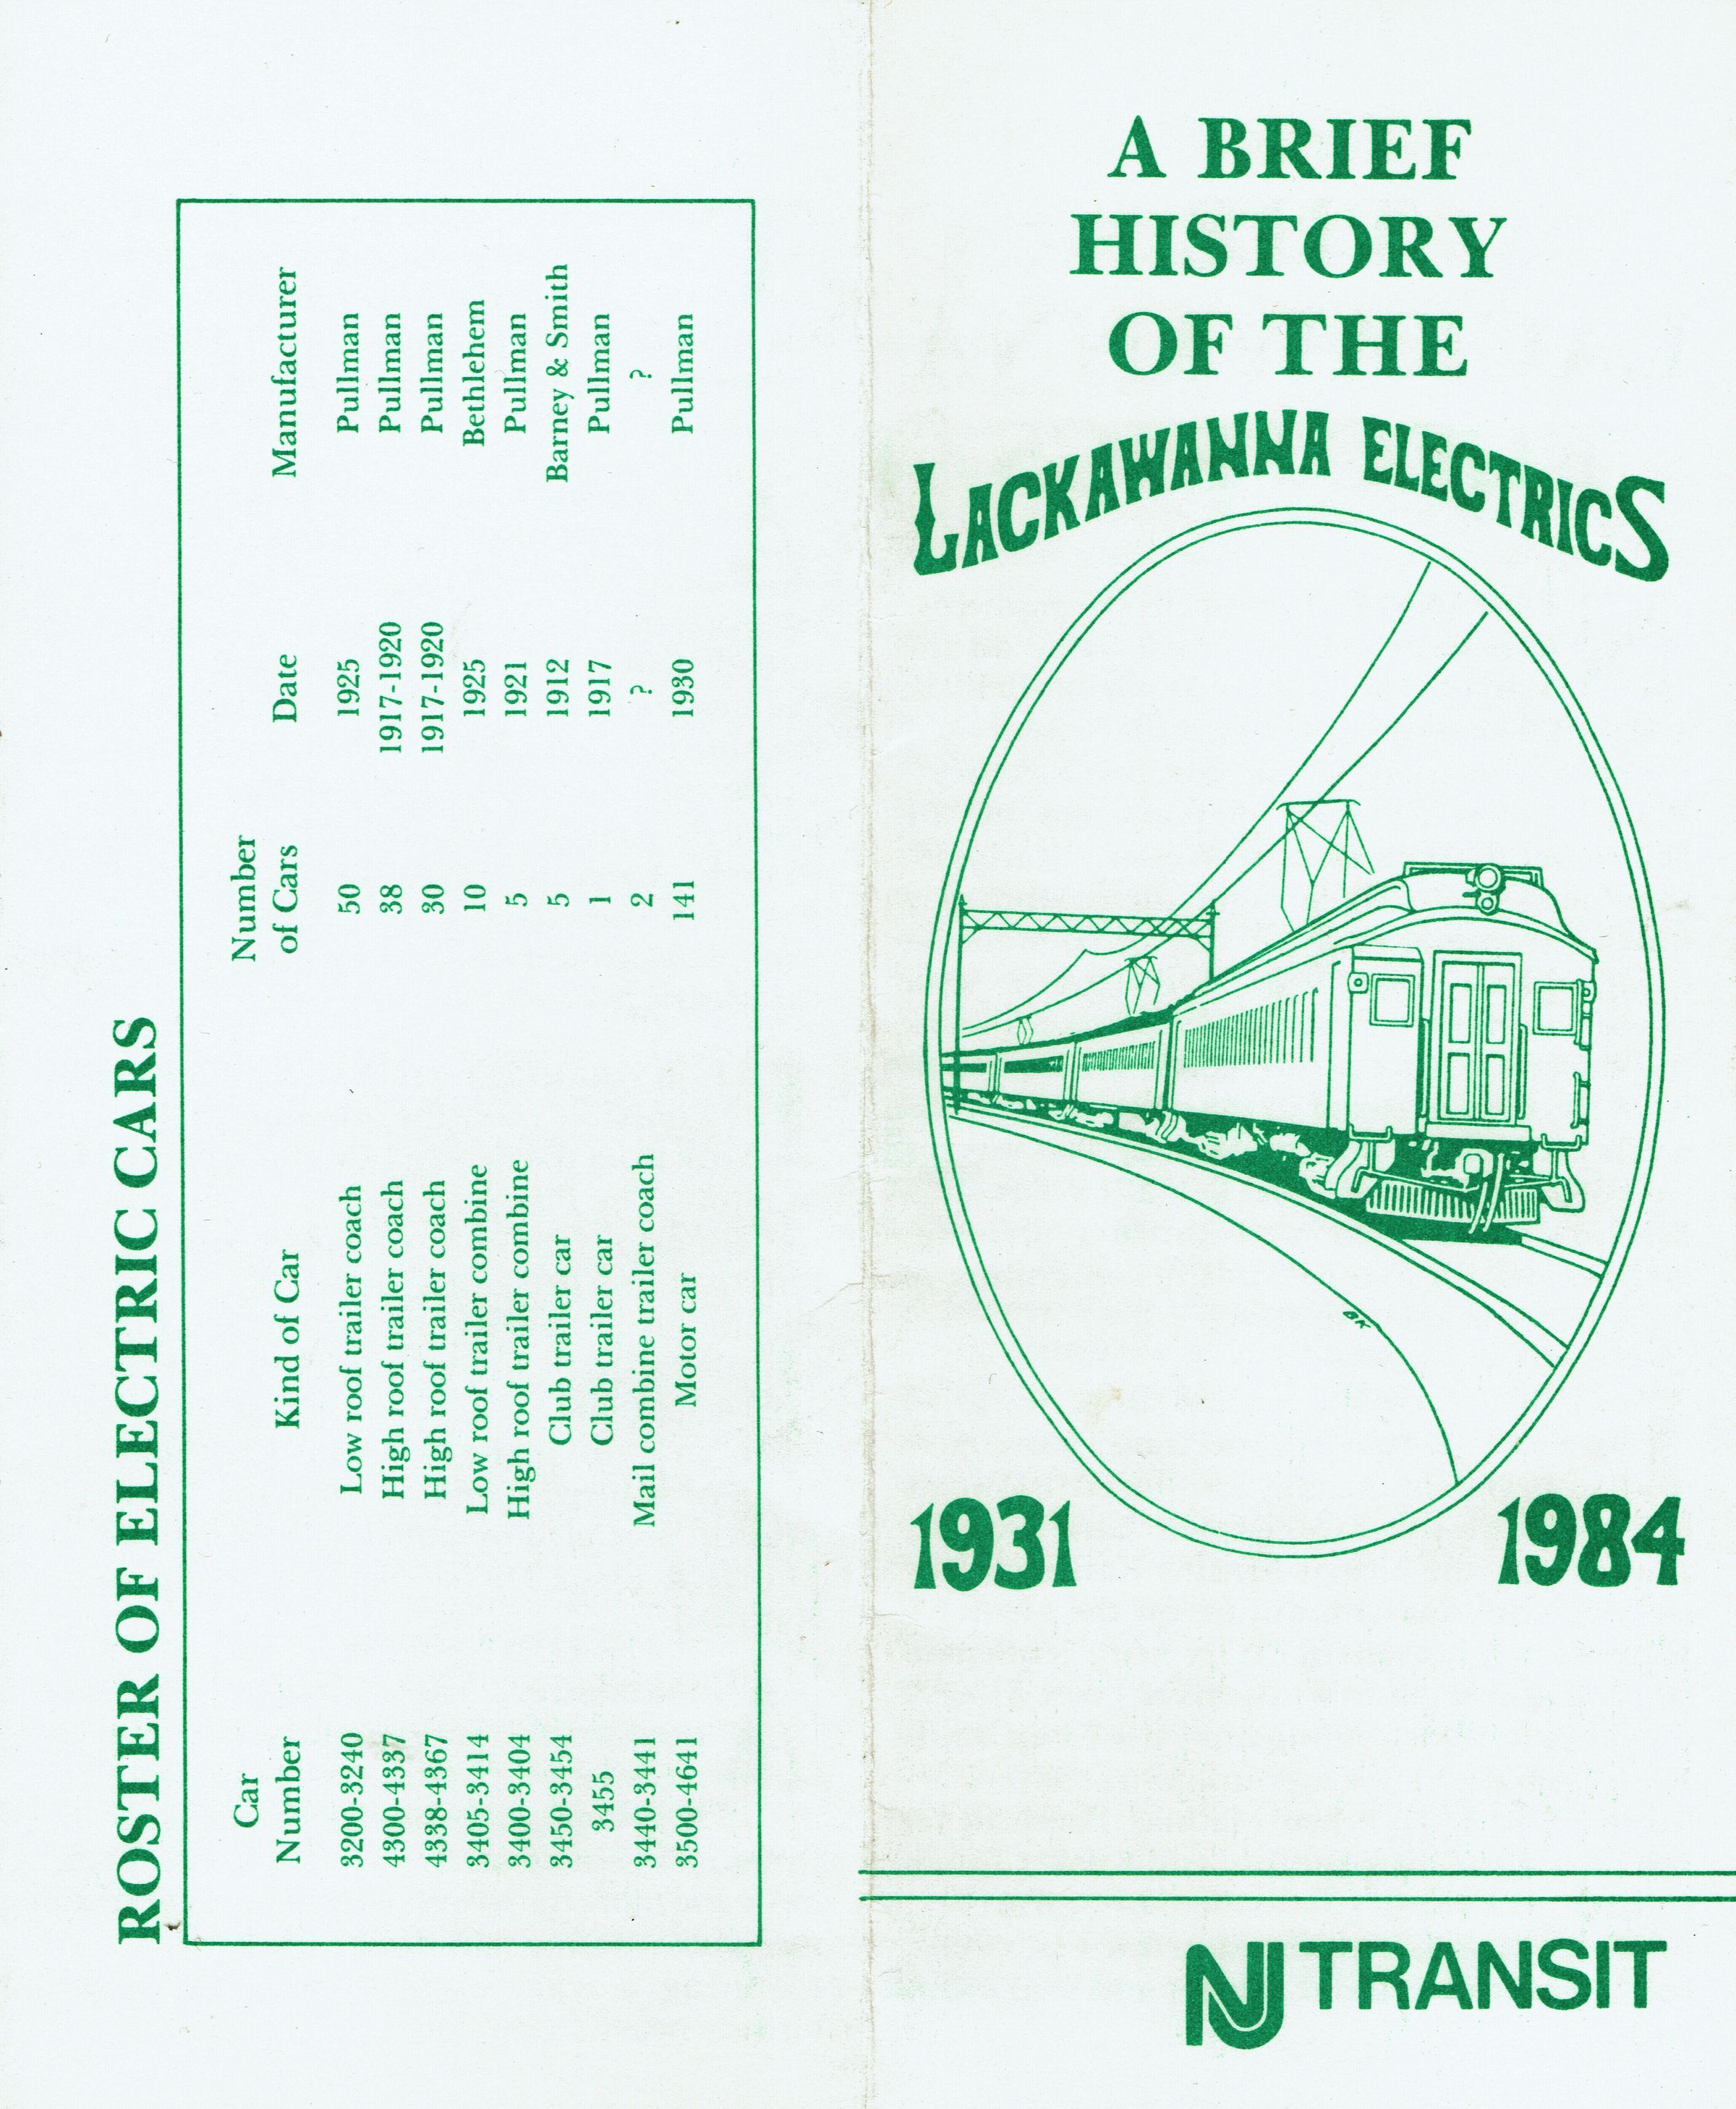 ROSTER OF ELECTRIC CARS
Car Number
Number Kind of Car of Cars Date Manufacturer
3200-3240 Low roof trailer coach 50 1925 Pullman
4300-4337 High roof trailer coach 38 1917-1920 Pullman
4338-4367 High roof trailer coach 30 1917-1920 Pullman
3405-3414 Low roof trailer combine 10 1925 Bethlehem
3400-3404 High roof trailer combine 5 1921 Pullman
3450-3454 Club trailer car 5 1912 Barney & Smith
3455 Club trailer car 1 1917 Pullman
3440-3441 Mail combine trailer coach 2 ? ?
3500-4641 Motor car 141 1930 Pullman
A BRIEF
HISTORY
OF THE
LACKAWANNA ELECTRICS
BK
1931 1984
NJ TRANSIT